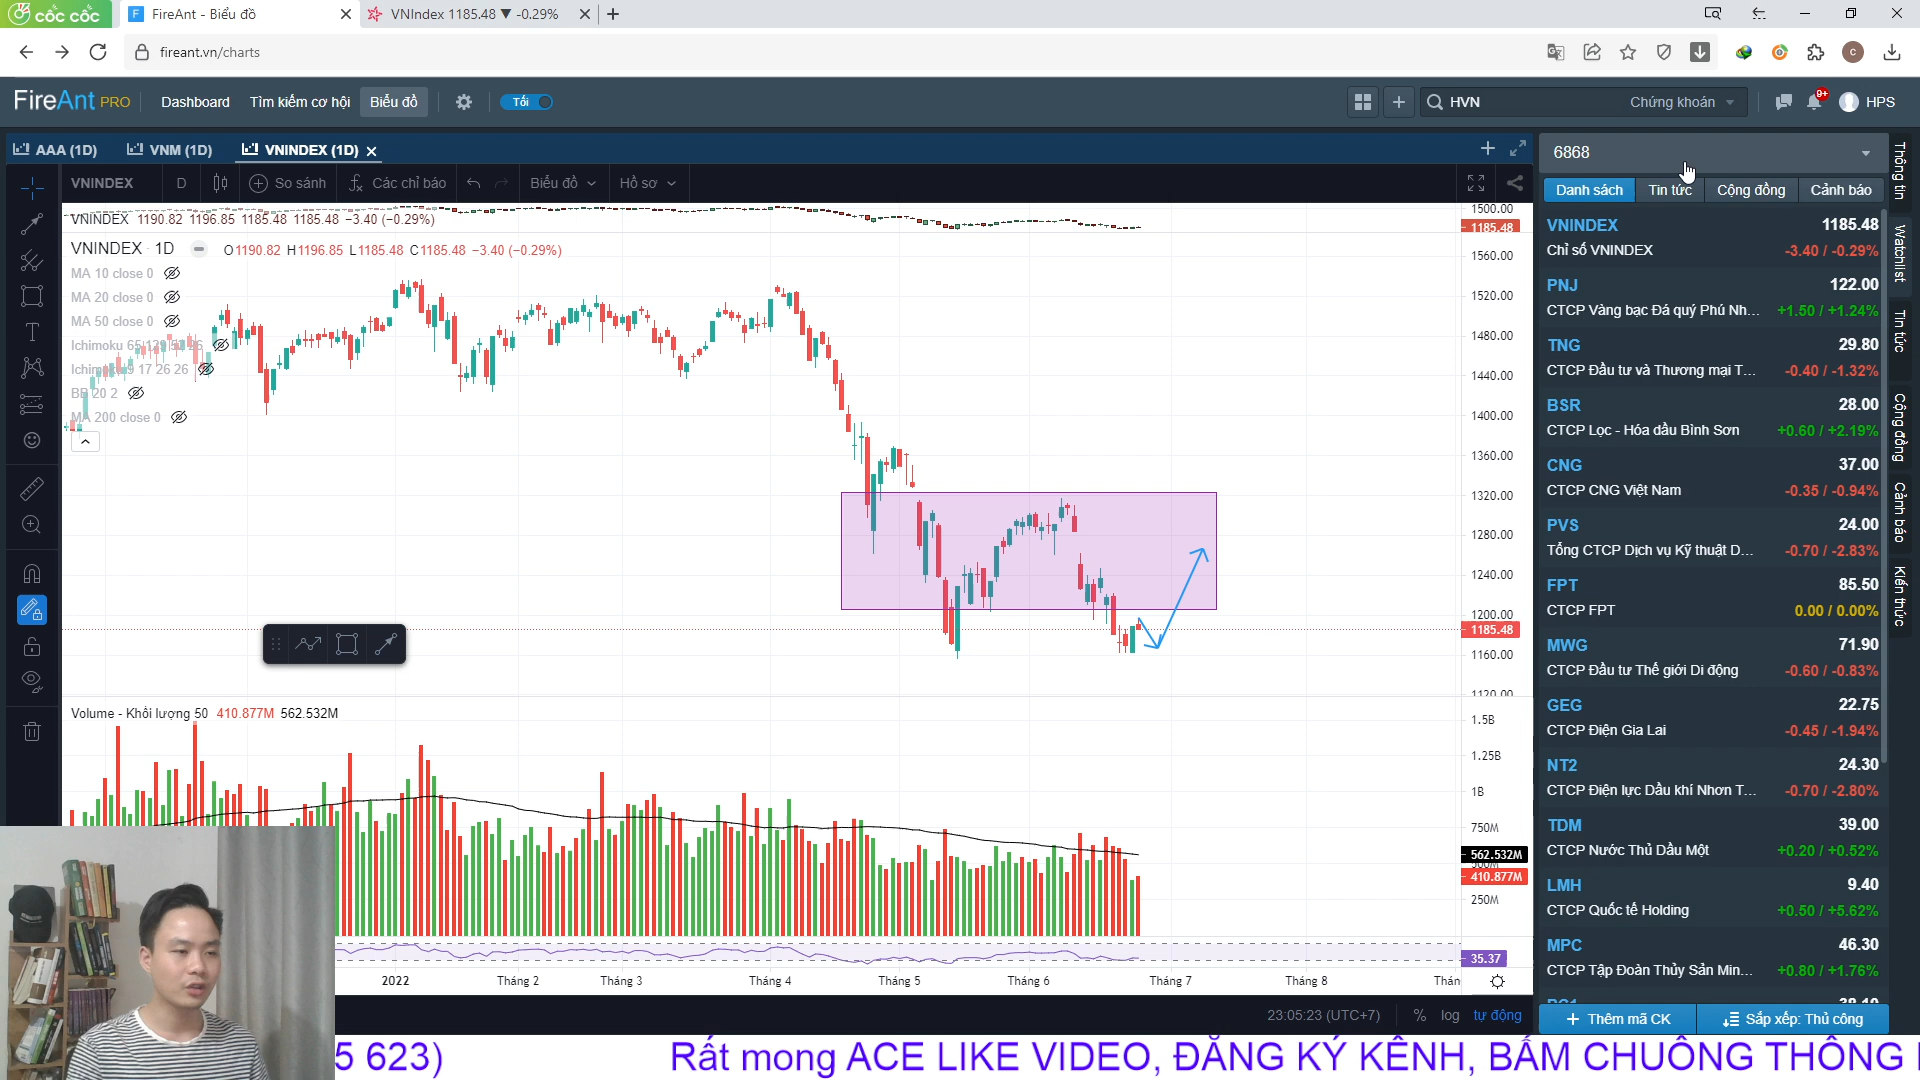 cốc cốc
FireAnt - Biểu đồ
VNIndex 1185.48 ▼ -0.29%
fireant.vn/charts
FireAnt PRO
Dashboard
Tìm kiếm cơ hội
Biểu đồ
Tối
HVN
Chứng khoán
9+
HPS
AAA (1D)
VNM (1D)
VNINDEX (1D)
VNINDEX
D
So sánh
Các chỉ báo
Biểu đồ
Hồ sơ
VNINDEX 1190.82 1196.85 1185.48 1185.48 −3.40 (−0.29%)
VNINDEX · 1D O1190.82 H1196.85 L1185.48 C1185.48 −3.40 (−0.29%)
MA 10 close 0
MA 20 close 0
MA 50 close 0
Ichimoku 65 129 52 26
Ichimoku 9 17 26 26
BB 20 2
MA 200 close 0
1500.00
1185.48
1560.00
1520.00
1480.00
1440.00
1400.00
1360.00
1320.00
1280.00
1240.00
1200.00
1185.48
1160.00
1120.00
Volume - Khối lượng 50 410.877M 562.532M
1.5B
1.25B
1B
750M
562.532M
500M
410.877M
250M
35.37
2022
Tháng 2
Tháng 3
Tháng 4
Tháng 5
Tháng 6
Tháng 7
Tháng 8
Thán
23:05:23 (UTC+7)
%
log
tự động
6868
Danh sách
Tin tức
Cộng đồng
Cảnh báo
VNINDEX 1185.48
Chỉ số VNINDEX -3.40 / -0.29%
PNJ 122.00
CTCP Vàng bạc Đá quý Phú Nh... +1.50 / +1.24%
TNG 29.80
CTCP Đầu tư và Thương mại T... -0.40 / -1.32%
BSR 28.00
CTCP Lọc - Hóa dầu Bình Sơn +0.60 / +2.19%
CNG 37.00
CTCP CNG Việt Nam -0.35 / -0.94%
PVS 24.00
Tổng CTCP Dịch vụ Kỹ thuật D... -0.70 / -2.83%
FPT 85.50
CTCP FPT 0.00 / 0.00%
MWG 71.90
CTCP Đầu tư Thế giới Di động -0.60 / -0.83%
GEG 22.75
CTCP Điện Gia Lai -0.45 / -1.94%
NT2 24.30
CTCP Điện lực Dầu khí Nhơn T... -0.70 / -2.80%
TDM 39.00
CTCP Nước Thủ Dầu Một +0.20 / +0.52%
LMH 9.40
CTCP Quốc tế Holding +0.50 / +5.62%
MPC 46.30
CTCP Tập Đoàn Thủy Sản Min... +0.80 / +1.76%
Thêm mã CK
Sắp xếp: Thủ công
Thông tin
Watchlist
Tin tức
Cộng đồng
Cảnh báo
Kiến thức
5 623)
Rất mong ACE LIKE VIDEO, ĐĂNG KÝ KÊNH, BẤM CHUÔNG THÔNG